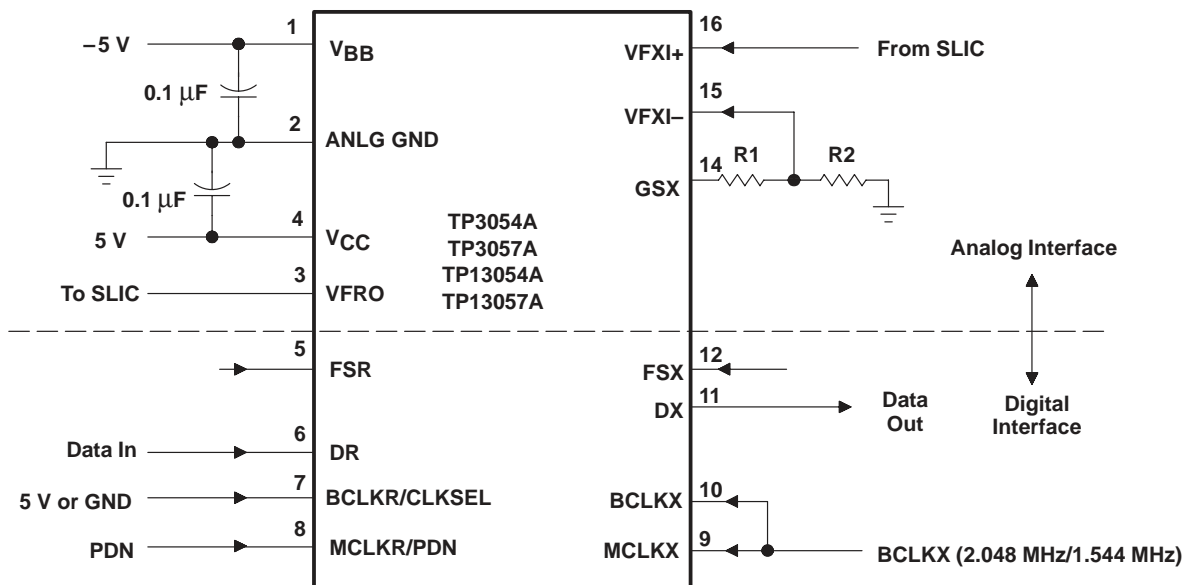 –5 V
1
VBB
0.1 μF
2
ANLG GND
0.1 μF
4
5 V
VCC
3
To SLIC
VFRO
TP3054A
TP3057A
TP13054A
TP13057A
16
VFXI+
From SLIC
15
VFXI–
14
R1
R2
GSX
Analog Interface
5
FSR
12
FSX
11
DX
Data
Out
Digital
Interface
6
Data In
DR
7
5 V or GND
BCLKR/CLKSEL
8
PDN
MCLKR/PDN
10
BCLKX
9
MCLKX
BCLKX (2.048 MHz/1.544 MHz)